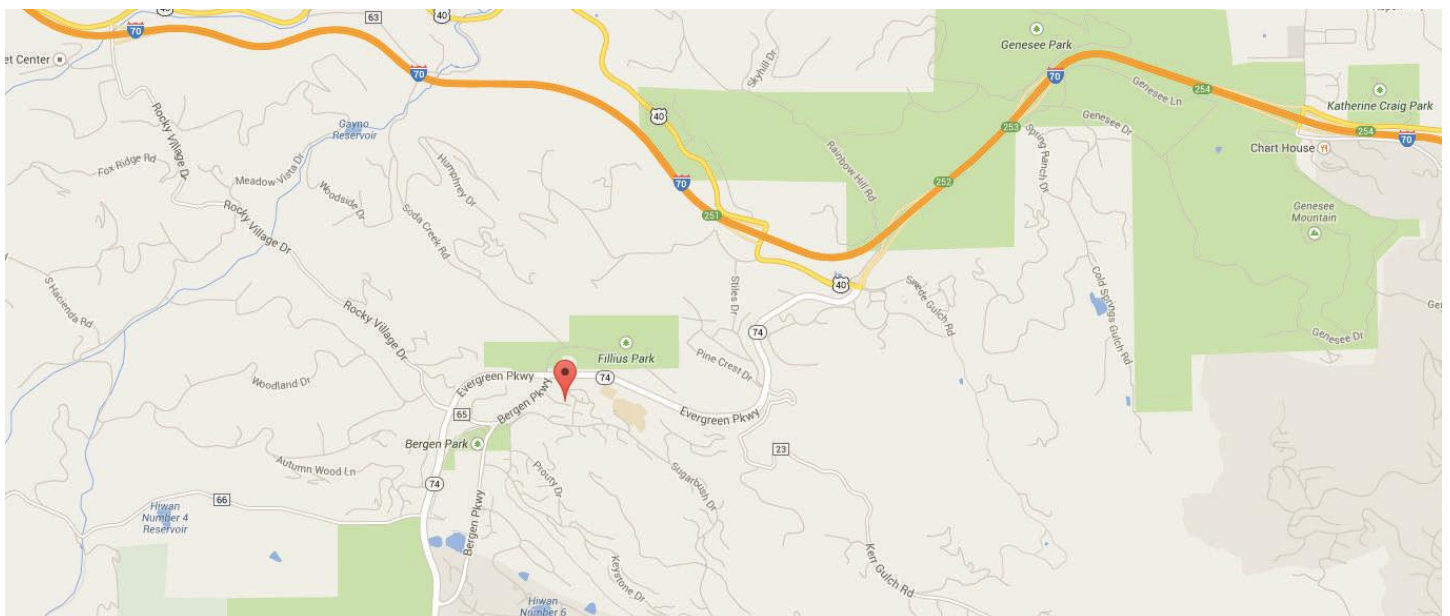 40
63
40
70
et Center
70
Genesee Park
Skyhill Dr
70
254
Genesee Ln
Katherine Craig Park
40
Gayno
Reservoir
Rocky Village Dr
Genesee Dr
253
254
70
Spring Ranch Dr
Chart House
Fox Ridge Rd
Humphrey Dr
Rainbow Hill Rd
Meadow Vista Dr
70
252
Woodside Dr
Rocky Village Dr
Soda Creek Rd
251
Genesee
Mountain
S Hacienda Rd
Stiles Dr
40
Swede Gulch Rd
Cold Springs Gulch Rd
Rocky Village Dr
74
Genesee Dr
Fillius Park
Pine Crest Dr
Woodland Dr
Evergreen Pkwy
74
65
Bergen Pkwy
Evergreen Pkwy
Bergen Park
23
Autumn Wood Ln
Prouty Dr
Sugarbush Dr
74
66
Hiwan
Number 4
Reservoir
Bergen Pkwy
Keystone Dr
Kerr Gulch Rd
Hiwan
Number 6